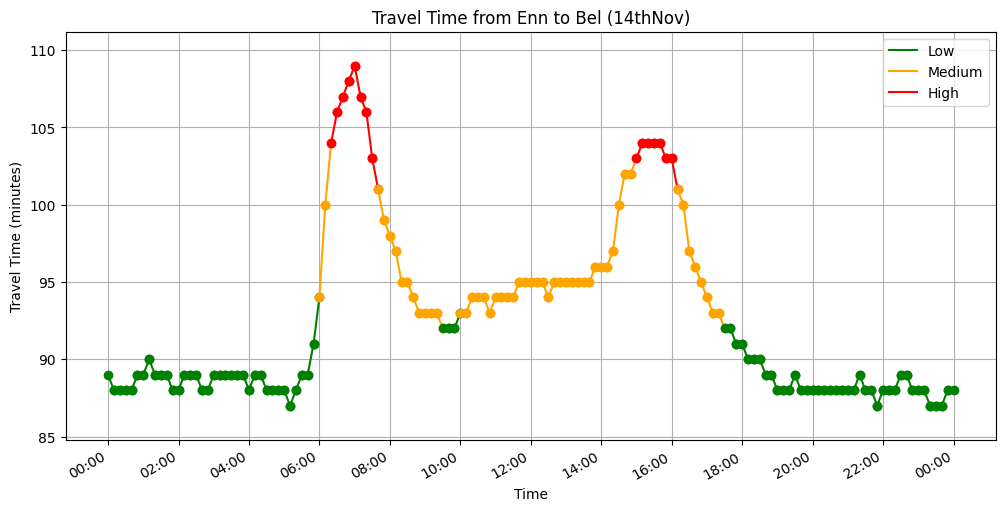 Travel Time from Enn to Bel (14thNov)
Low
Medium
High
Travel Time (minutes)
110
105
100
95
90
85
00:00 02:00 04:00 06:00 08:00 10:00 12:00 14:00 16:00 18:00 20:00 22:00 00:00
Time